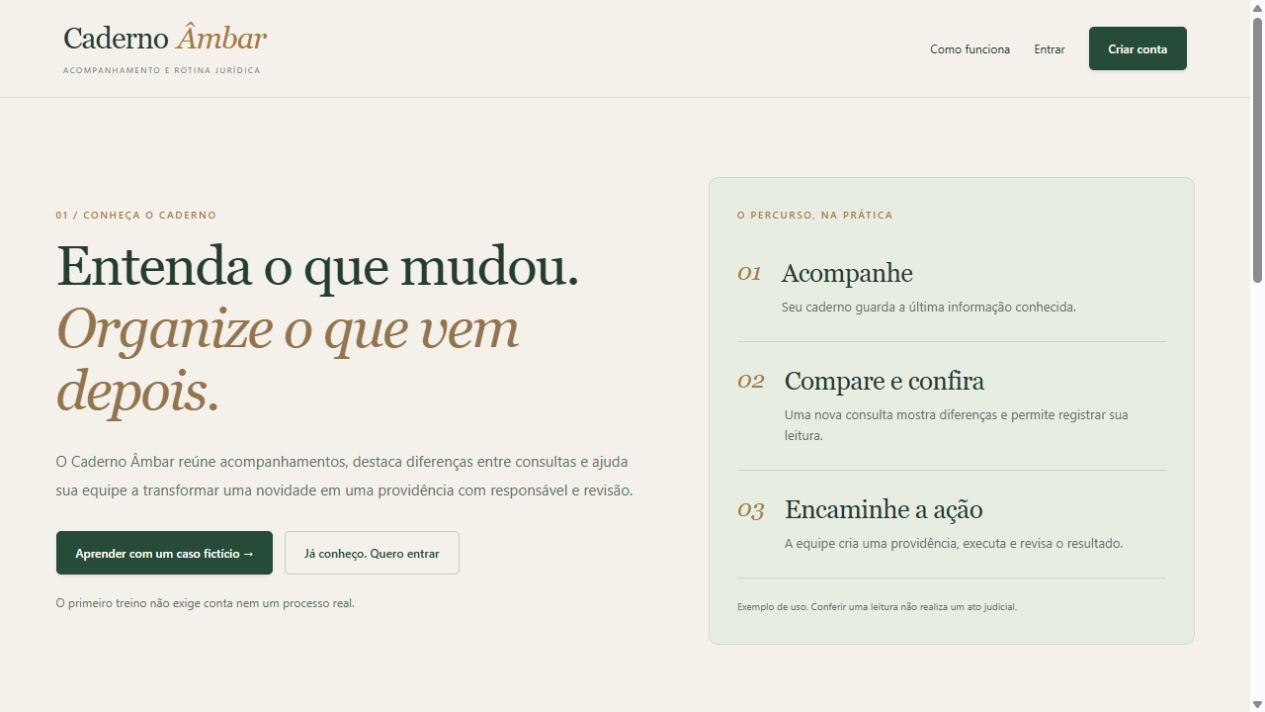 Caderno Âmbar
ACOMPANHAMENTO E ROTINA JURÍDICA
Como funciona
Entrar
Criar conta
01 / CONHEÇA O CADERNO
Entenda o que mudou.
Organize o que vem
depois.
O Caderno Âmbar reúne acompanhamentos, destaca diferenças entre consultas e ajuda
sua equipe a transformar uma novidade em uma providência com responsável e revisão.
Aprender com um caso fictício →
Já conheço. Quero entrar
O primeiro treino não exige conta nem um processo real.
O PERCURSO, NA PRÁTICA
01 Acompanhe
Seu caderno guarda a última informação conhecida.
02 Compare e confira
Uma nova consulta mostra diferenças e permite registrar sua
leitura.
03 Encaminhe a ação
A equipe cria uma providência, executa e revisa o resultado.
Exemplo de uso. Conferir uma leitura não realiza um ato judicial.